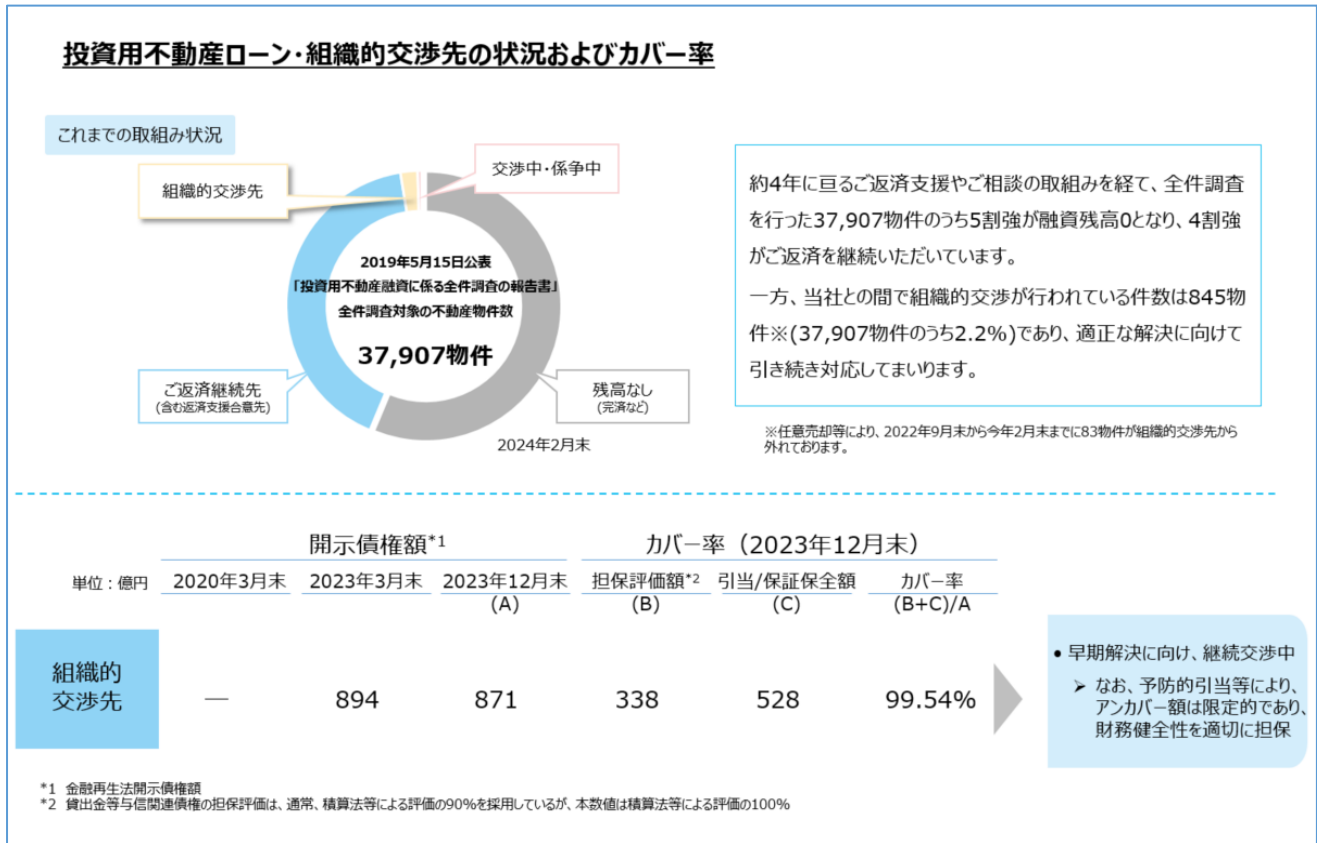 投資用不動産ローン・組織的交渉先の状況およびカバー率
これまでの取組み状況
組織的交渉先
交渉中・係争中
2019年5月15日公表
「投資用不動産融資に係る全件調査の報告書」
全件調査対象の不動産物件数
37,907物件
ご返済継続先
(含む返済支援合意先)
残高なし
(完済など)
2024年2月末
約4年に亘るご返済支援やご相談の取組みを経て、全件調査
を行った37,907物件のうち5割強が融資残高0となり、4割強
がご返済を継続いただいています。
一方、当社との間で組織的交渉が行われている件数は845物
件※(37,907物件のうち2.2%)であり、適正な解決に向けて
引き続き対応してまいります。
※任意売却等により、2022年9月末から今年2月末までに83物件が組織的交渉先から
外れております。
開示債権額*1
カバー率（2023年12月末）
単位：億円
2020年3月末
2023年3月末
2023年12月末
(A)
担保評価額*2
(B)
引当/保証保全額
(C)
カバー率
(B+C)/A
組織的
交渉先
― 894 871 338 528 99.54%
• 早期解決に向け、継続交渉中
➢ なお、予防的引当等により、
アンカバー額は限定的であり、
財務健全性を適切に担保
*1 金融再生法開示債権額
*2 貸出金等与信関連債権の担保評価は、通常、積算法等による評価の90%を採用しているが、本数値は積算法等による評価の100%